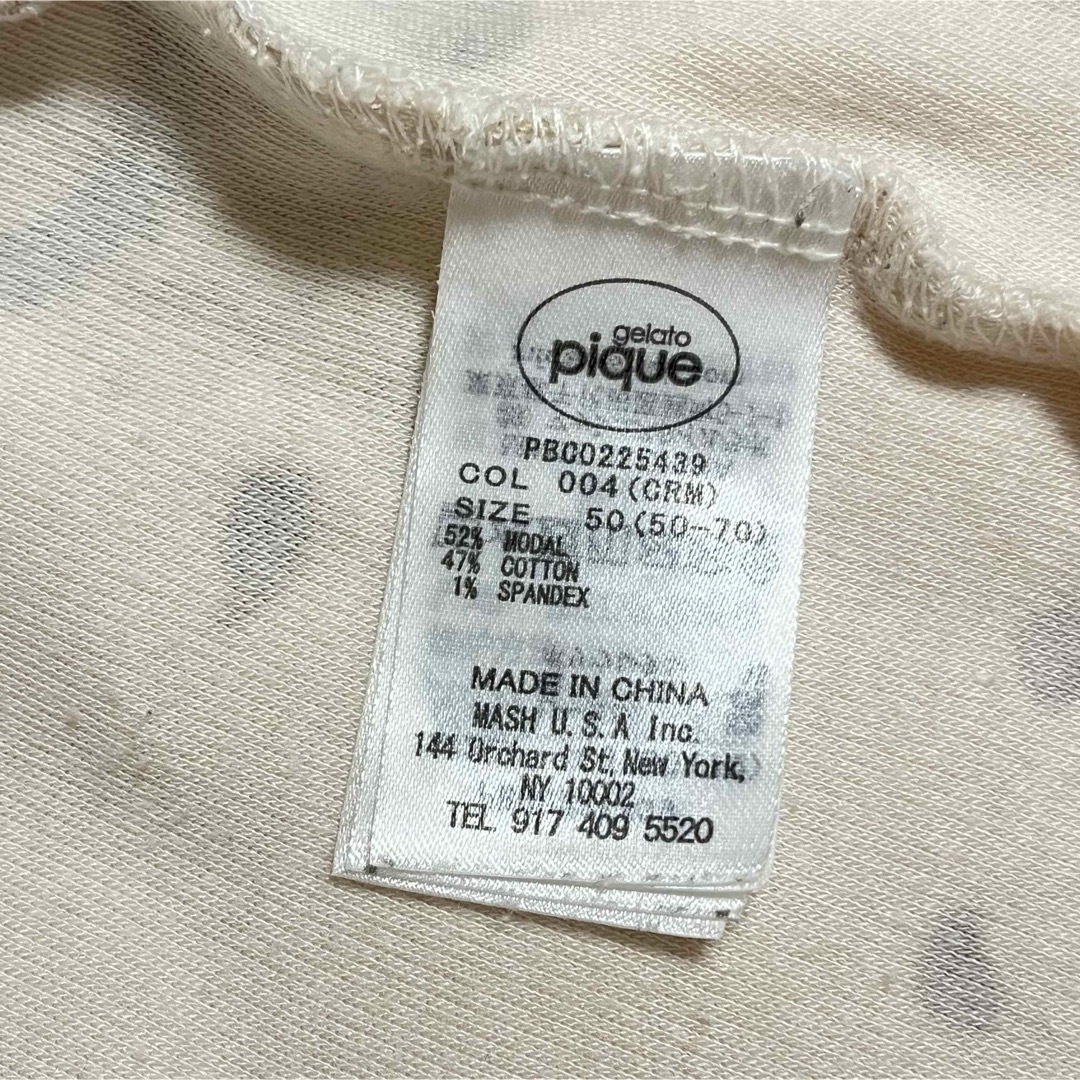 gelato
pique
PBCO225439
COL 004(CRM)
SIZE 50(50-70)
52% MODAL
47% COTTON
1% SPANDEX
MADE IN CHINA
MASH U.S.A Inc.
144 Orchard St, New York,
NY 10002
TEL 917 409 5520